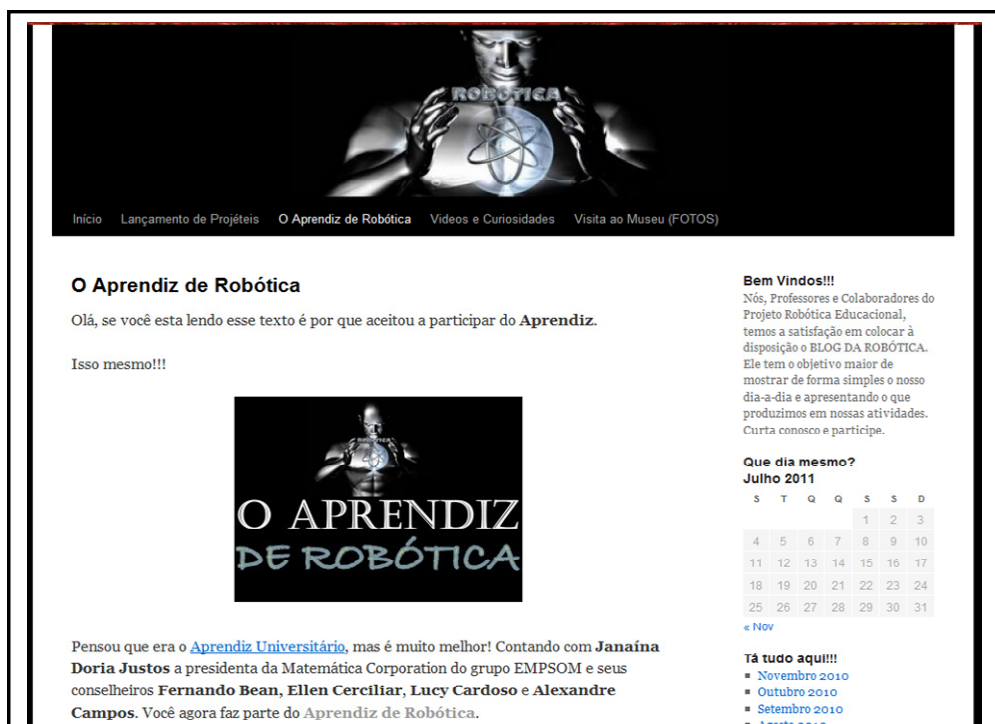 ROBÓTICA
Início Lançamento de Projéteis O Aprendiz de Robótica Videos e Curiosidades Visita ao Museu (FOTOS)
O Aprendiz de Robótica
Olá, se você esta lendo esse texto é por que aceitou a participar do Aprendiz.
Isso mesmo!!!
ROBÓTICA
O APRENDIZ
DE ROBÓTICA
Pensou que era o Aprendiz Universitário, mas é muito melhor! Contando com Janaína
Doria Justos a presidenta da Matemática Corporation do grupo EMPSOM e seus
conselheiros Fernando Bean, Ellen Cerciliar, Lucy Cardoso e Alexandre
Campos. Você agora faz parte do Aprendiz de Robótica.
Bem Vindos!!!
Nós, Professores e Colaboradores do
Projeto Robótica Educacional,
temos a satisfação em colocar à
disposição o BLOG DA ROBÓTICA.
Ele tem o objetivo maior de
mostrar de forma simples o nosso
dia-a-dia e apresentando o que
produzimos em nossas atividades.
Curta conosco e participe.
Que dia mesmo?
Julho 2011
S T Q Q S S D
1 2 3
4 5 6 7 8 9 10
11 12 13 14 15 16 17
18 19 20 21 22 23 24
25 26 27 28 29 30 31
« Nov
Tá tudo aqui!!!
Novembro 2010
Outubro 2010
Setembro 2010
Agosto 2010